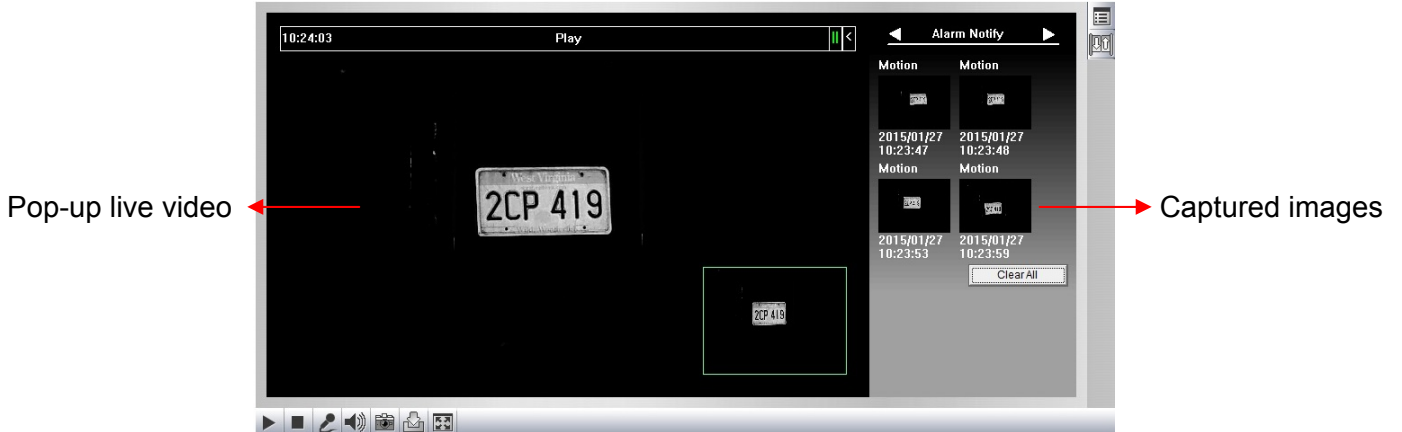 10:24:03 Play
Alarm Notify
Motion Motion
2015/01/27 2015/01/27
10:23:47 10:23:48
Motion Motion
2015/01/27 2015/01/27
10:23:53 10:23:59
Clear All
Pop-up live video
West Virginia
2CP 419
2CP 419
Captured images